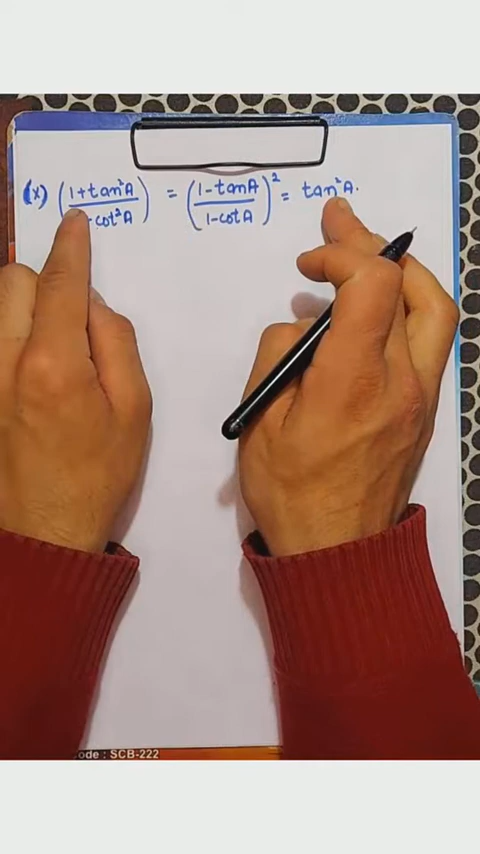 (x) (1+tan²A / -cot²A) = (1-tanA / 1-cotA)² = tan²A.
ode : SCB-222